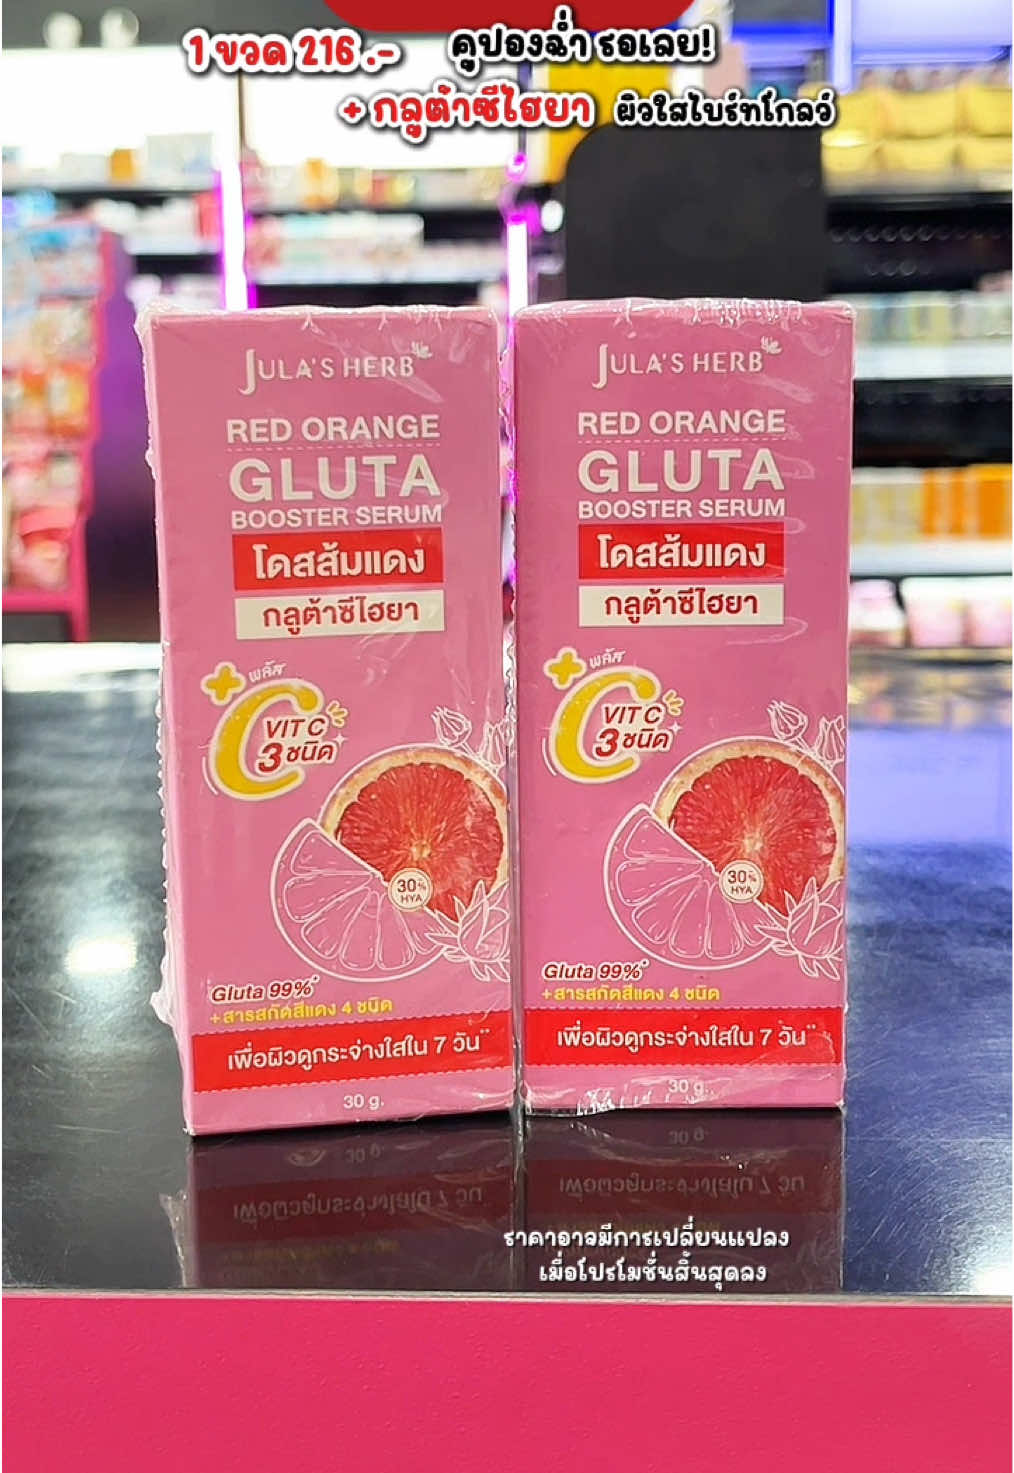 1 ขวด 216 .- คูปองฉ่ำ รอเลย!
+ กลูต้าซีไฮยา ผิวใสไบร์ทโกลว์
JULA'S HERB
RED ORANGE
GLUTA
BOOSTER SERUM
โดสส้มแดง
กลูต้าซีไฮยา
+ พลัส
C VIT C
3 ชนิด
30%
HYA
Gluta 99%*
+สารสกัดสีแดง 4 ชนิด
เพื่อผิวดูกระจ่างใสใน 7 วัน**
30 g.
JULA'S HERB
RED ORANGE
GLUTA
BOOSTER SERUM
โดสส้มแดง
กลูต้าซีไฮยา
+ พลัส
C VIT C
3 ชนิด
30%
HYA
Gluta 99%*
+สารสกัดสีแดง 4 ชนิด
เพื่อผิวดูกระจ่างใสใน 7 วัน**
30 g.
ราคาอาจมีการเปลี่ยนแปลง
เมื่อโปรโมชั่นสิ้นสุดลง